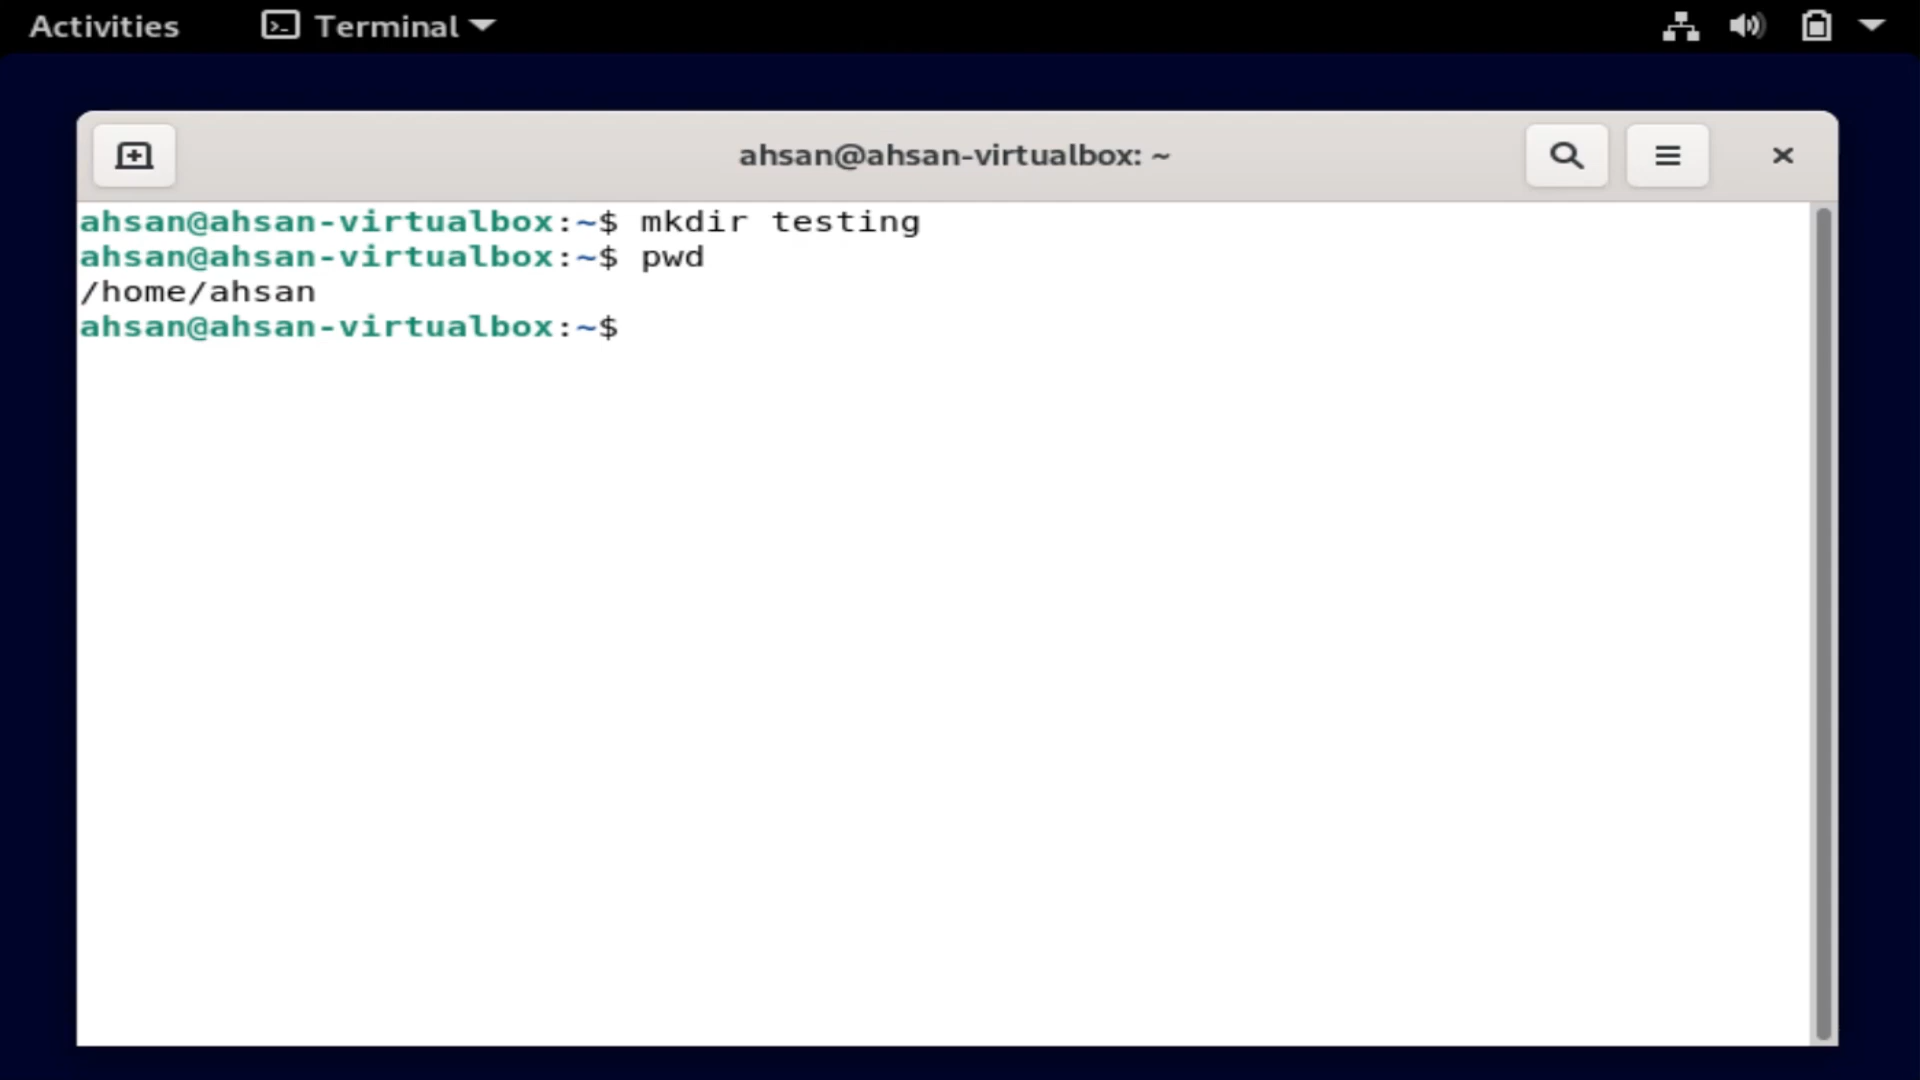 Activities Terminal
ahsan@ahsan-virtualbox: ~
ahsan@ahsan-virtualbox:~$ mkdir testing
ahsan@ahsan-virtualbox:~$ pwd
/home/ahsan
ahsan@ahsan-virtualbox:~$